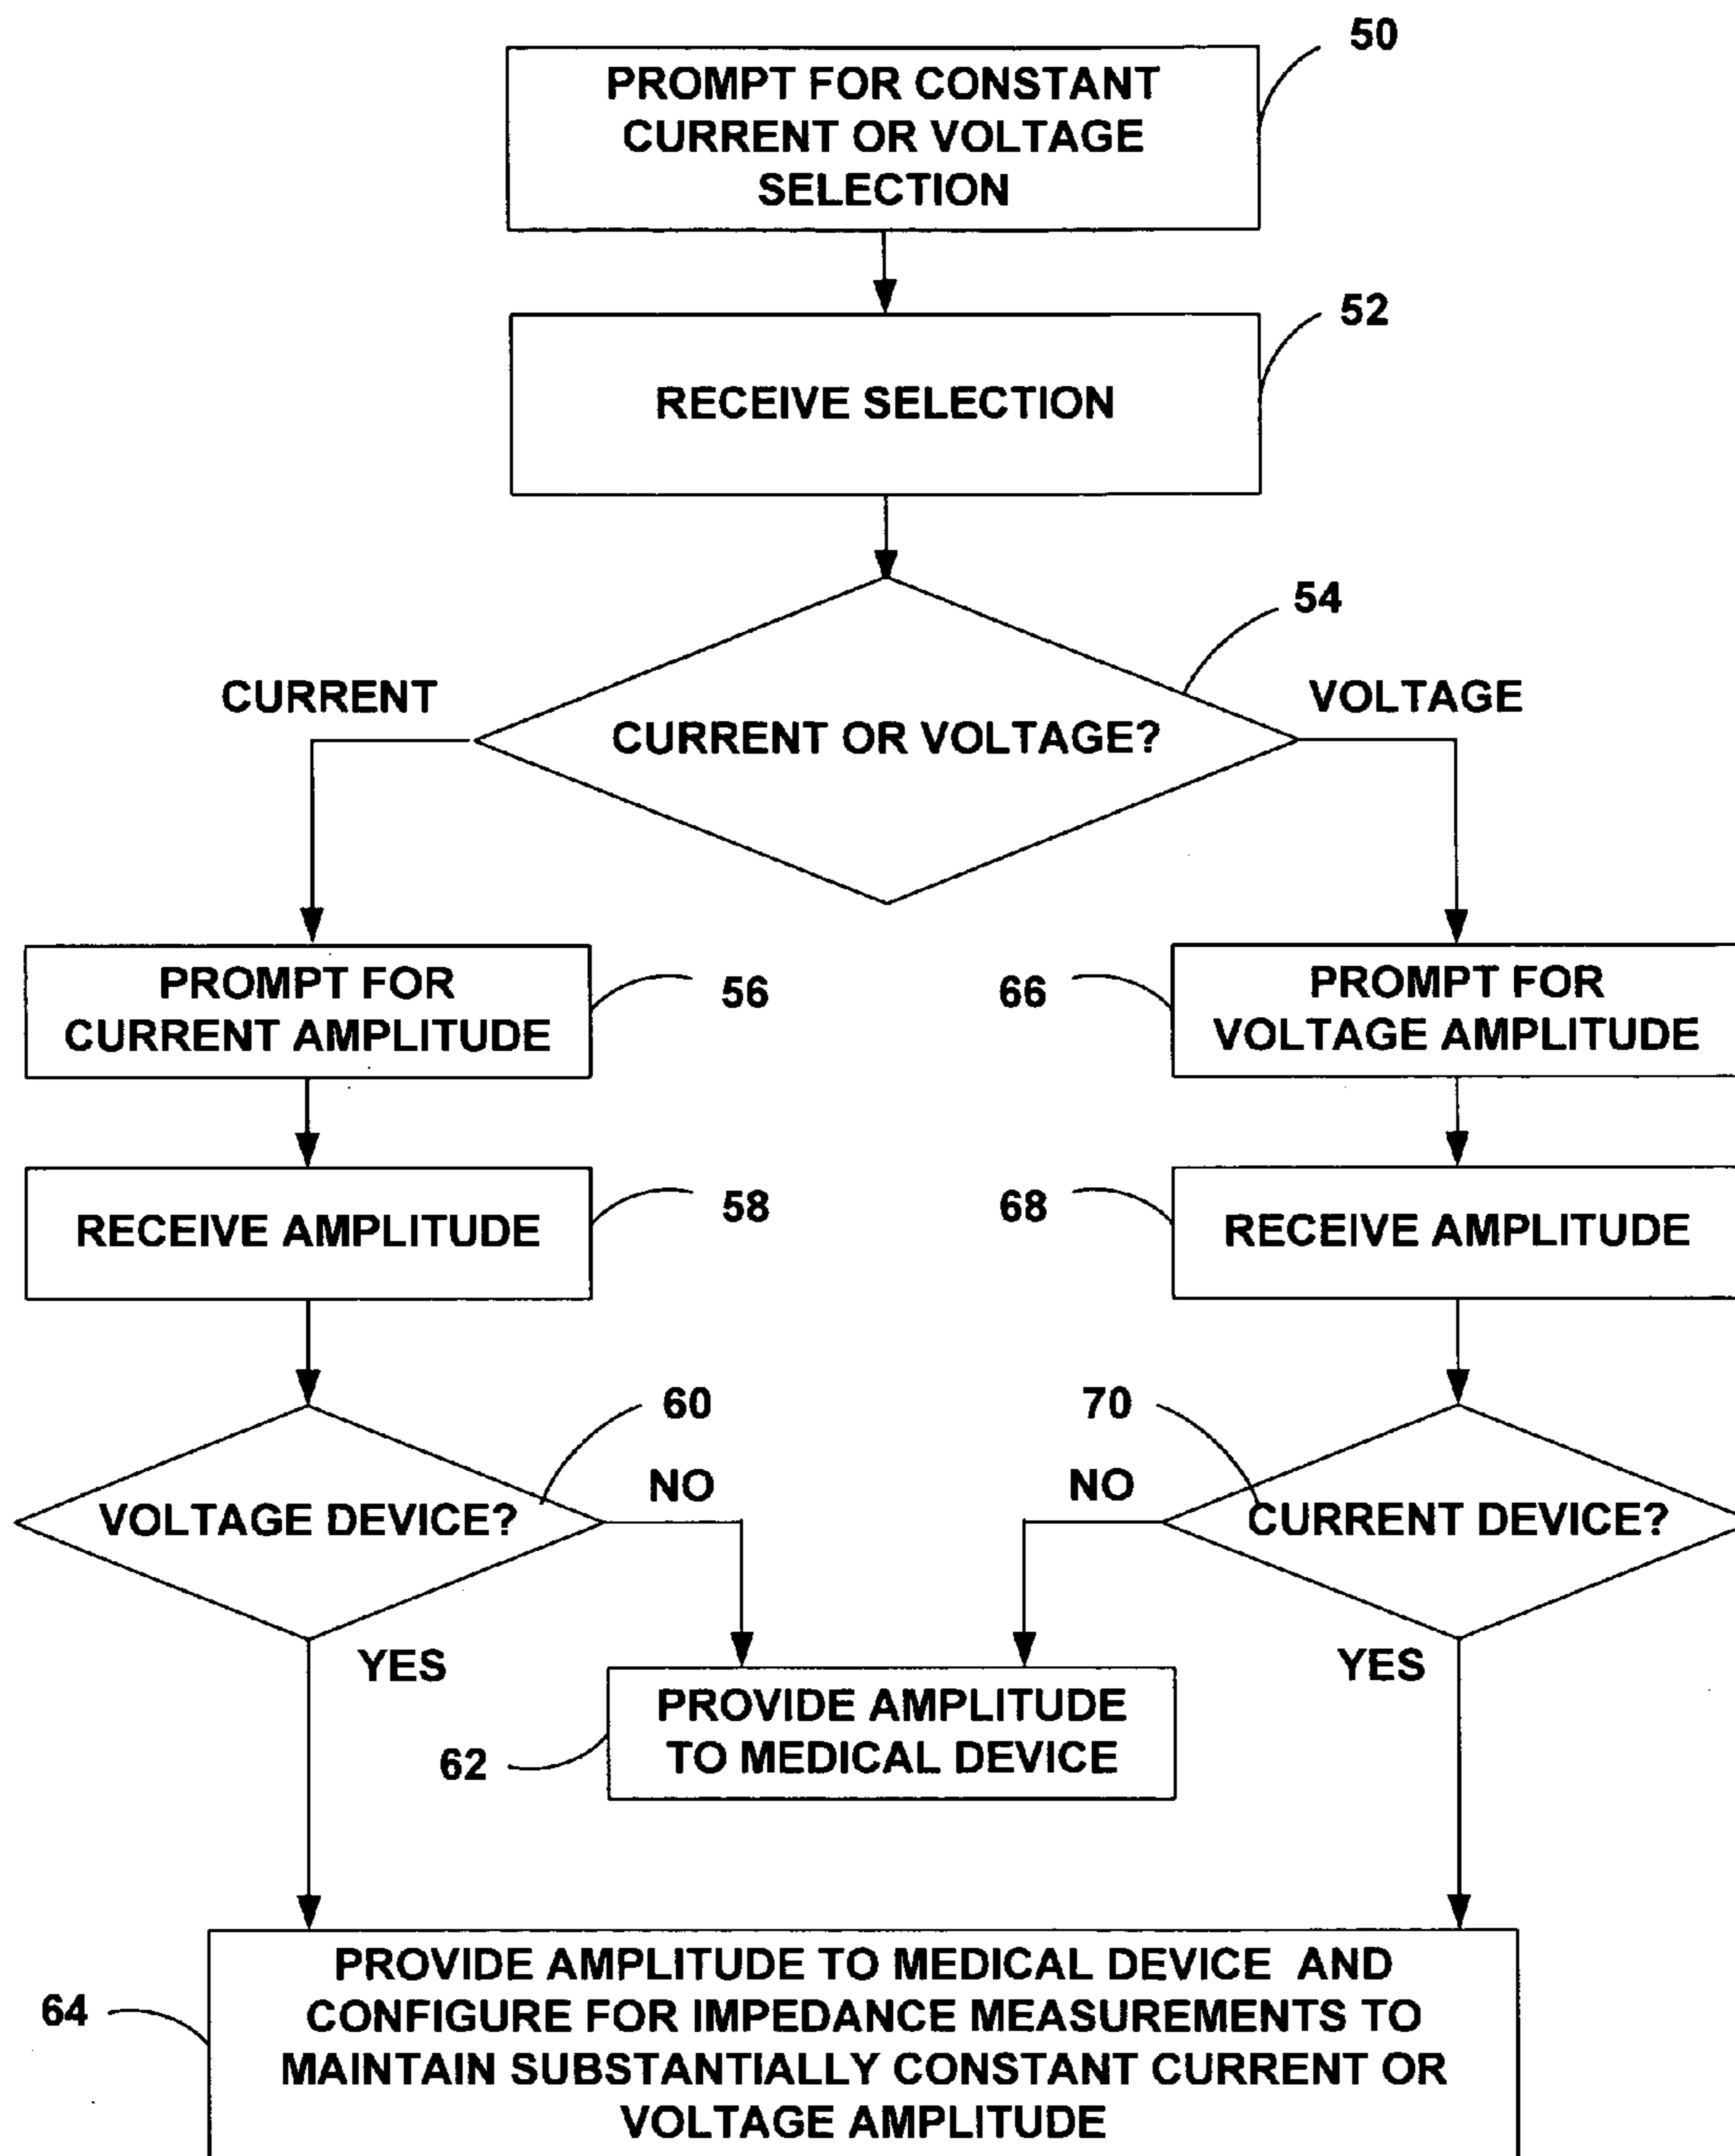 50
PROMPT FOR CONSTANT
CURRENT OR VOLTAGE
SELECTION
52
RECEIVE SELECTION
54
CURRENT
VOLTAGE
CURRENT OR VOLTAGE?
PROMPT FOR
CURRENT AMPLITUDE
56
66
PROMPT FOR
VOLTAGE AMPLITUDE
RECEIVE AMPLITUDE
58
68
RECEIVE AMPLITUDE
60
70
VOLTAGE DEVICE?
NO
NO
CURRENT DEVICE?
YES
YES
PROVIDE AMPLITUDE
TO MEDICAL DEVICE
62
PROVIDE AMPLITUDE TO MEDICAL DEVICE AND
CONFIGURE FOR IMPEDANCE MEASUREMENTS TO
MAINTAIN SUBSTANTIALLY CONSTANT CURRENT OR
VOLTAGE AMPLITUDE
64